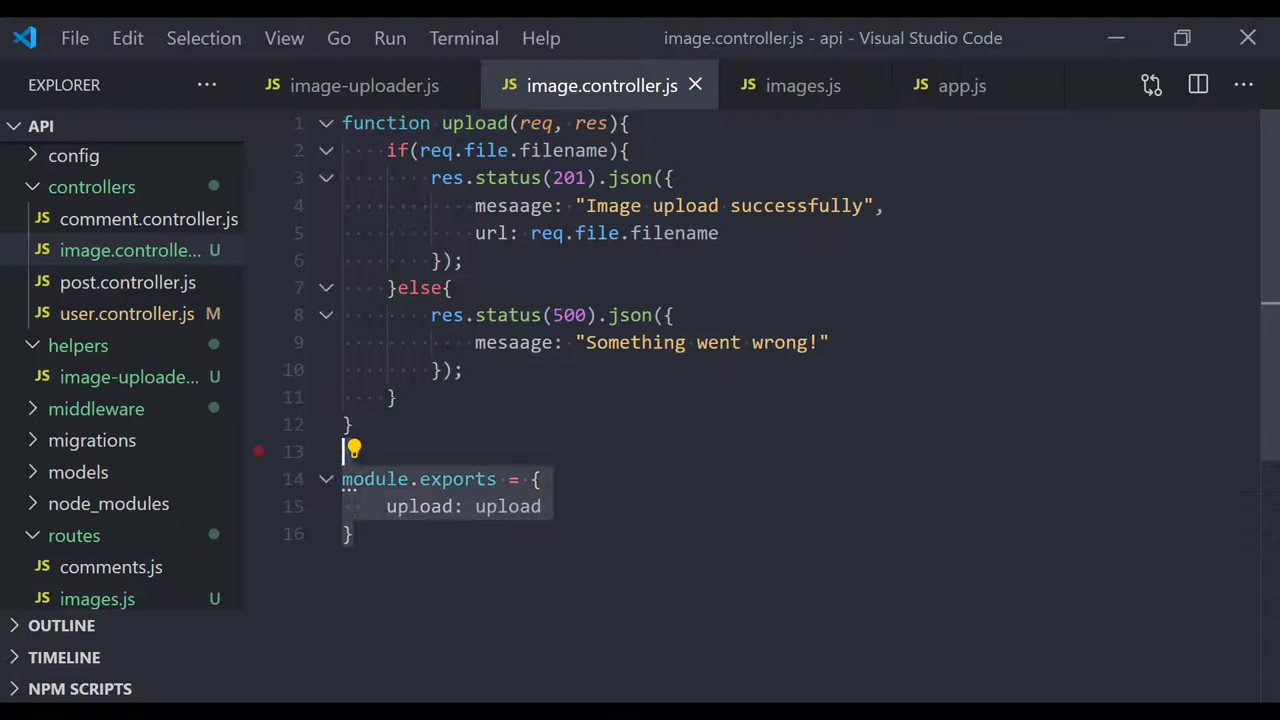 File Edit Selection View Go Run Terminal Help image.controller.js - api - Visual Studio Code
EXPLORER ··· JS image-uploader.js JS image.controller.js JS images.js JS app.js ···
API
config
controllers
JS comment.controller.js
JS image.controlle... U
JS post.controller.js
JS user.controller.js M
helpers
JS image-uploade... U
middleware
migrations
models
node_modules
routes
JS comments.js
JS images.js U
OUTLINE
TIMELINE
NPM SCRIPTS
1 function upload(req, res){
2 if(req.file.filename){
3 res.status(201).json({
4 mesaage: "Image upload successfully",
5 url: req.file.filename
6 });
7 }else{
8 res.status(500).json({
9 mesaage: "Something went wrong!"
10 });
11 }
12 }
13
14 module.exports = {
15 upload: upload
16 }